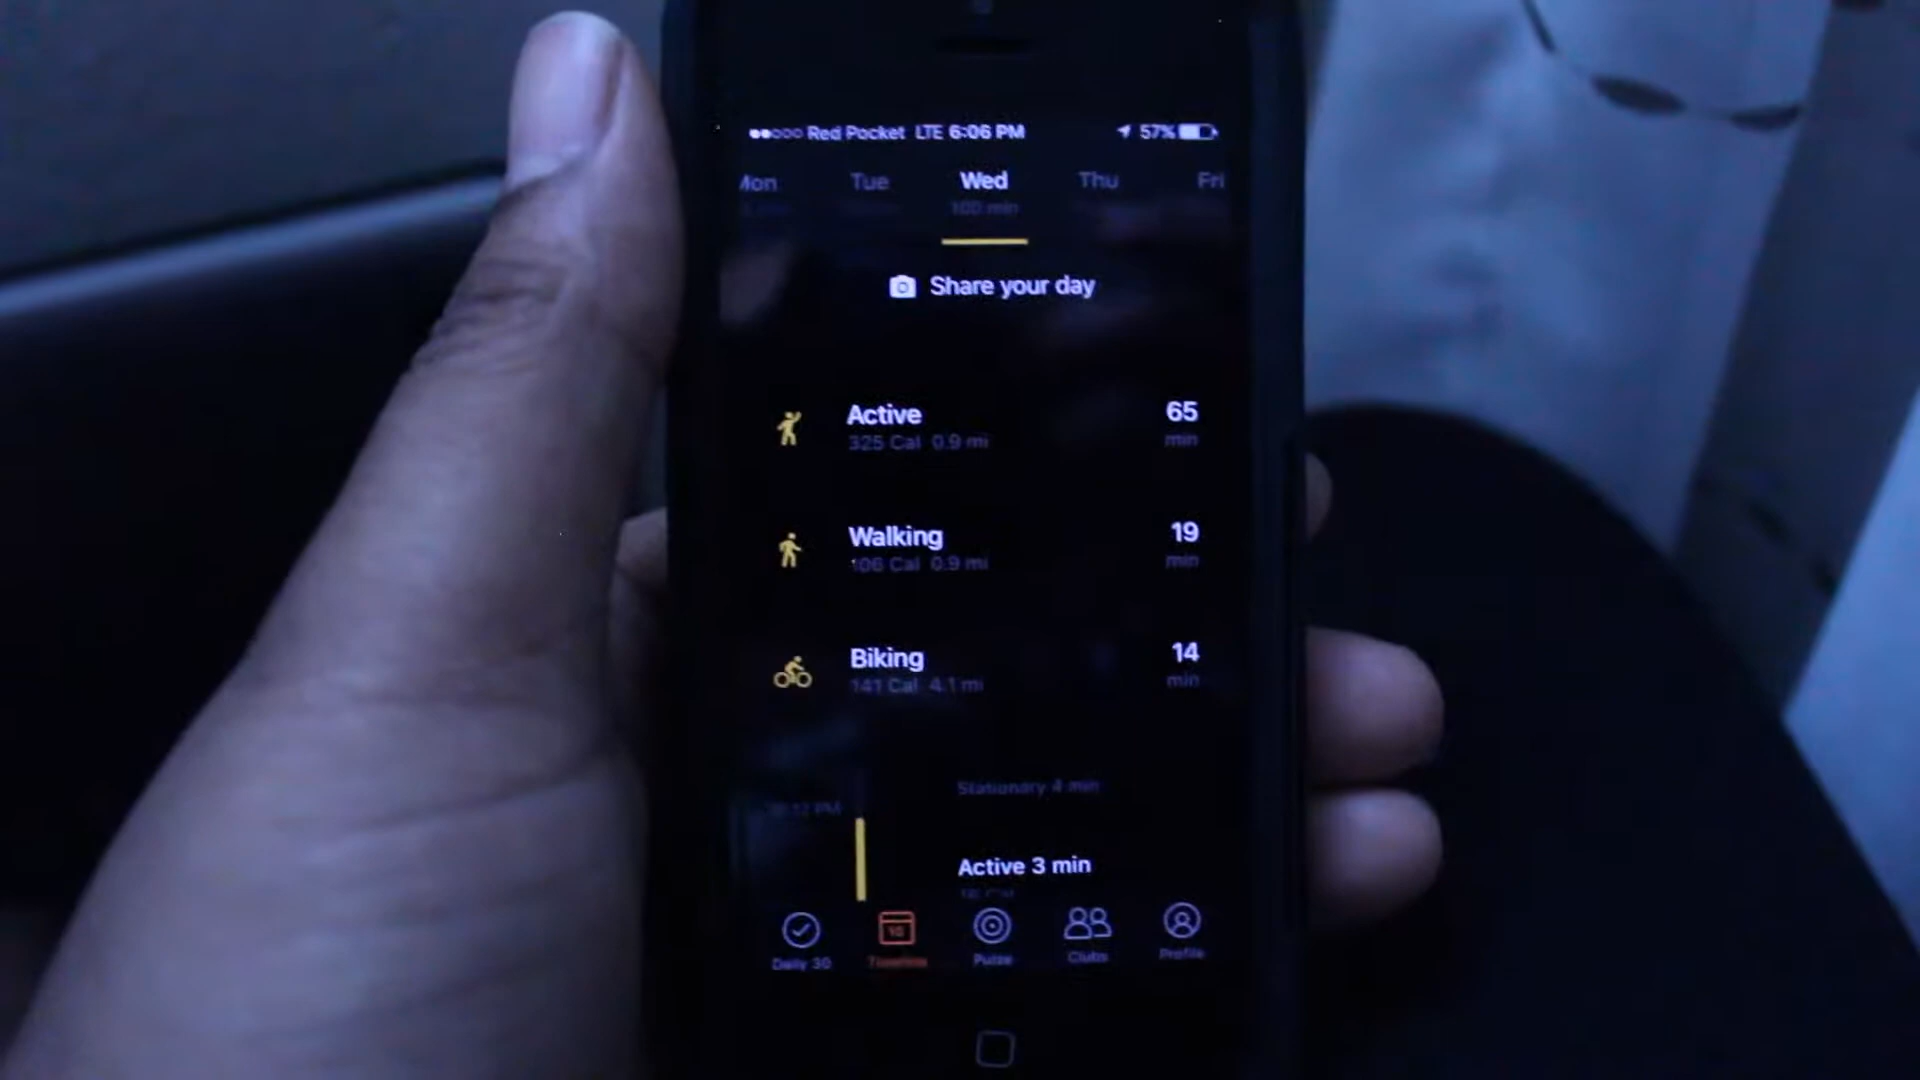 Red Pocket LTE 6:06 PM 57%
Mon Tue Wed Thu Fri
100 min
Share your day
Active 65
325 Cal 0.9 mi min
Walking 19
106 Cal 0.9 mi min
Biking 14
141 Cal 4.1 mi min
Stationary 4 min
Active 3 min
10
Daily 30 Timeline Pulse Clubs Profile